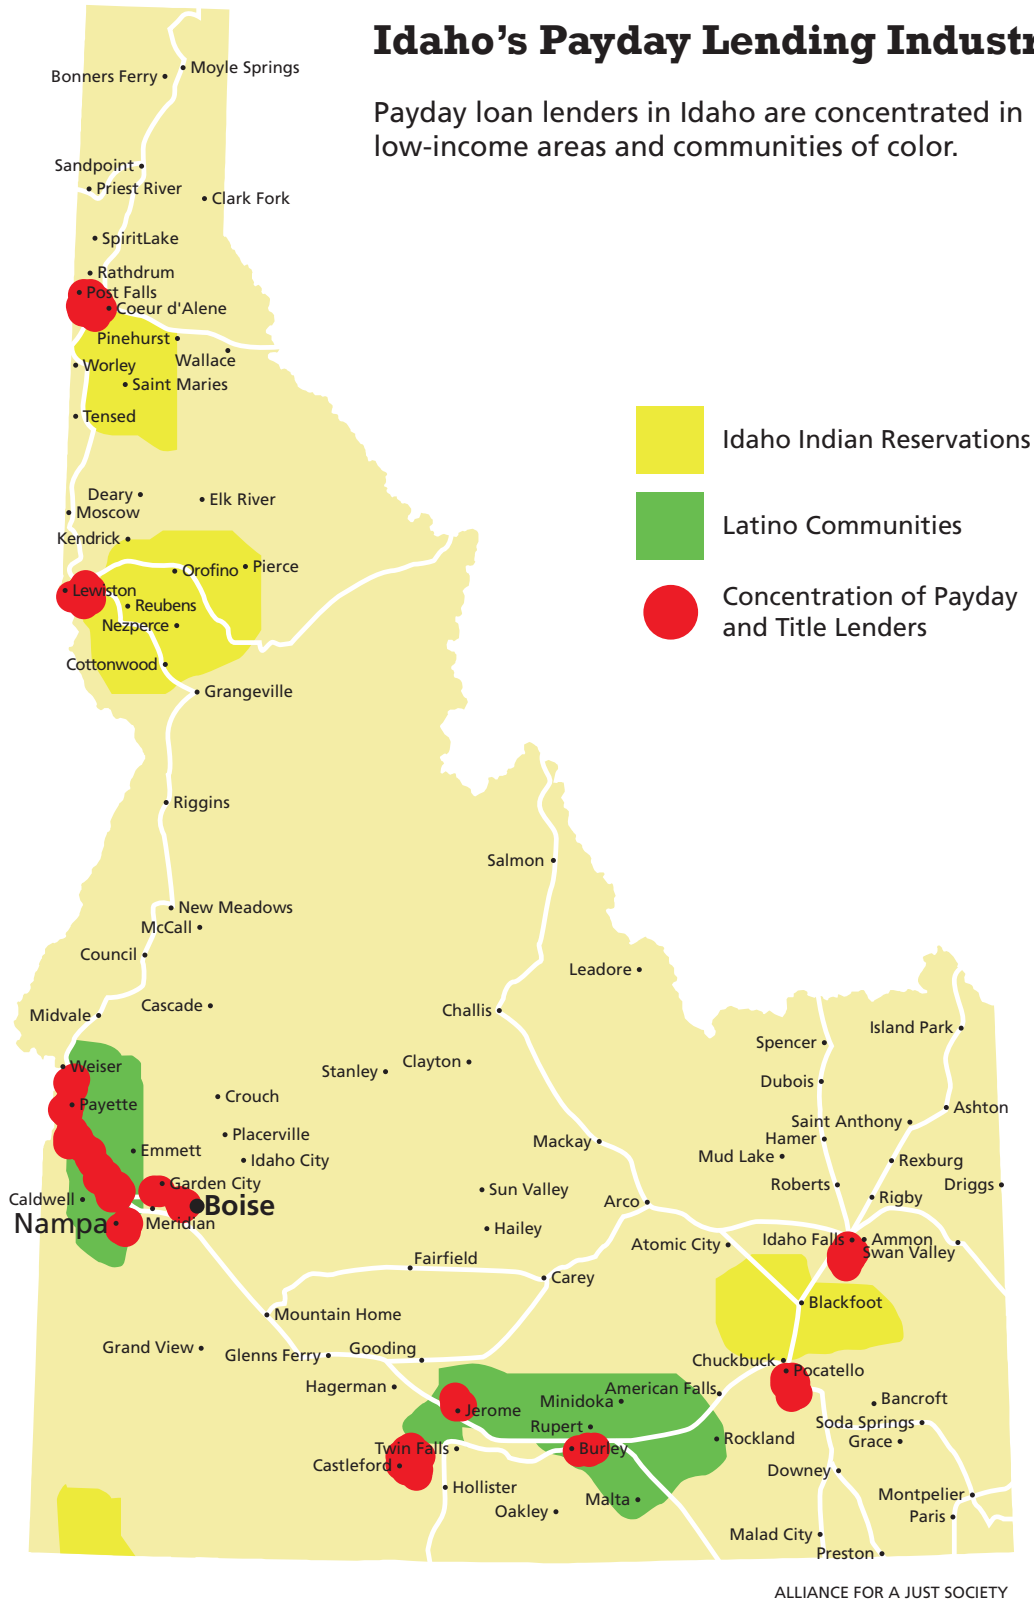 Idaho's Payday Lending Industr
Payday loan lenders in Idaho are concentrated in
low-income areas and communities of color.
Moyle Springs
Bonners Ferry
Sandpoint
Priest River
Clark Fork
SpiritLake
Rathdrum
Post Falls
Coeur d'Alene
Pinehurst
Wallace
Worley
Saint Maries
Tensed
Idaho Indian Reservations
Latino Communities
Concentration of Payday
and Title Lenders
Deary
Elk River
Moscow
Kendrick
Orofino
Pierce
Lewiston
Reubens
Nezperce
Cottonwood
Grangeville
Riggins
Salmon
New Meadows
McCall
Council
Leadore
Cascade
Challis
Midvale
Island Park
Spencer
Weiser
Clayton
Stanley
Dubois
Crouch
Payette
Ashton
Saint Anthony
Placerville
Hamer
Mackay
Emmett
Mud Lake
Idaho City
Rexburg
Garden City
Roberts
Driggs
Sun Valley
Caldwell
Rigby
Arco
Boise
Nampa
Meridian
Hailey
Idaho Falls
Ammon
Atomic City
Swan Valley
Fairfield
Carey
Blackfoot
Mountain Home
Grand View
Glenns Ferry
Gooding
Chuckbuck
Pocatello
Hagerman
American Falls
Minidoka
Bancroft
Jerome
Soda Springs
Rupert
Rockland
Grace
Twin Falls
Burley
Castleford
Downey
Hollister
Montpelier
Malta
Oakley
Paris
Malad City
Preston
ALLIANCE FOR A JUST SOCIETY